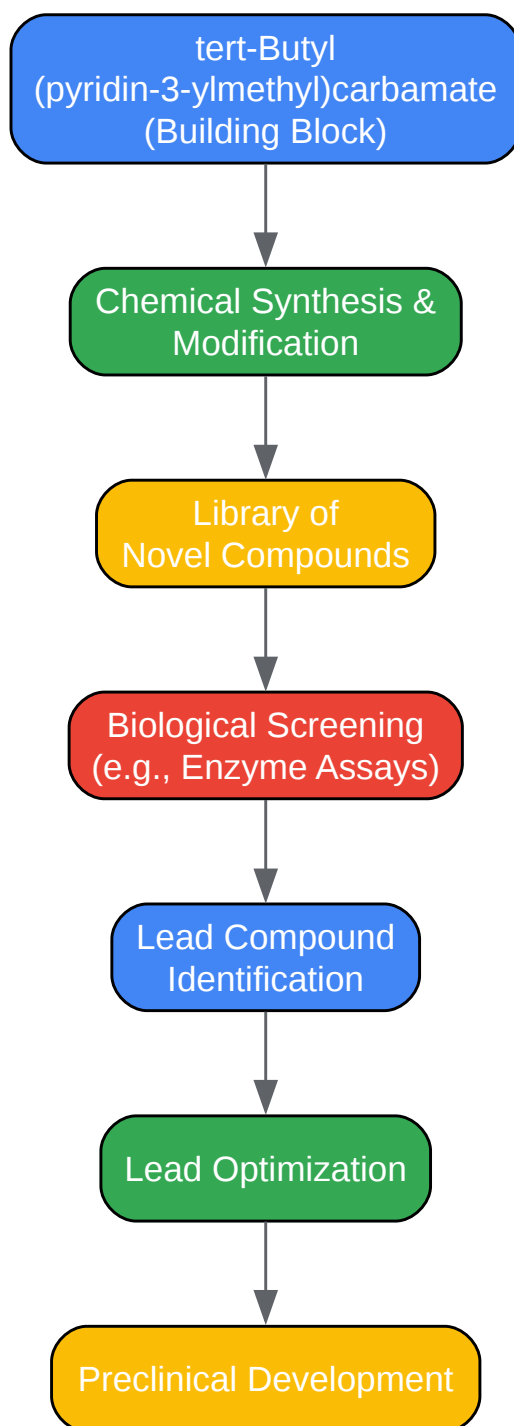 tert-Butyl
(pyridin-3-ylmethyl)carbamate
(Building Block)
Chemical Synthesis &
Modification
Library of
Novel Compounds
Biological Screening
(e.g., Enzyme Assays)
Lead Compound
Identification
Lead Optimization
Preclinical Development